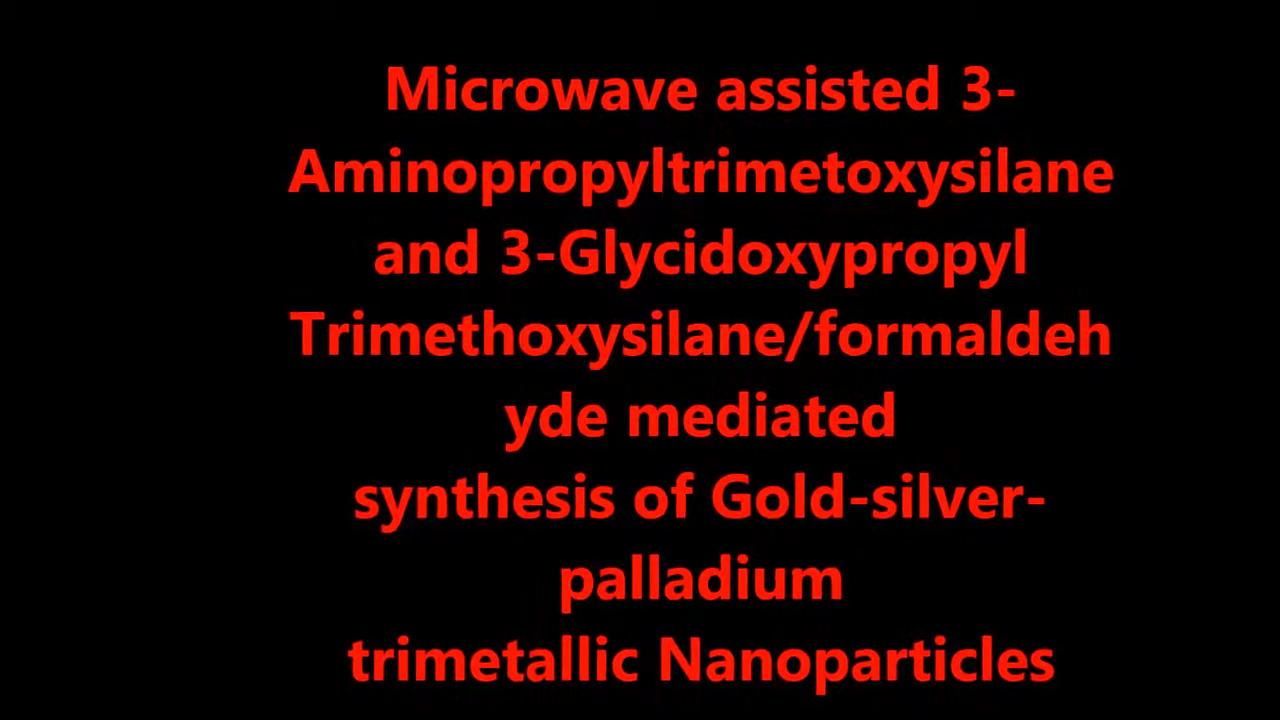 Microwave assisted 3-
Aminopropyltrimetoxysilane
and 3-Glycidoxypropyl
Trimethoxysilane/formaldeh
yde mediated
synthesis of Gold-silver-
palladium
trimetallic Nanoparticles